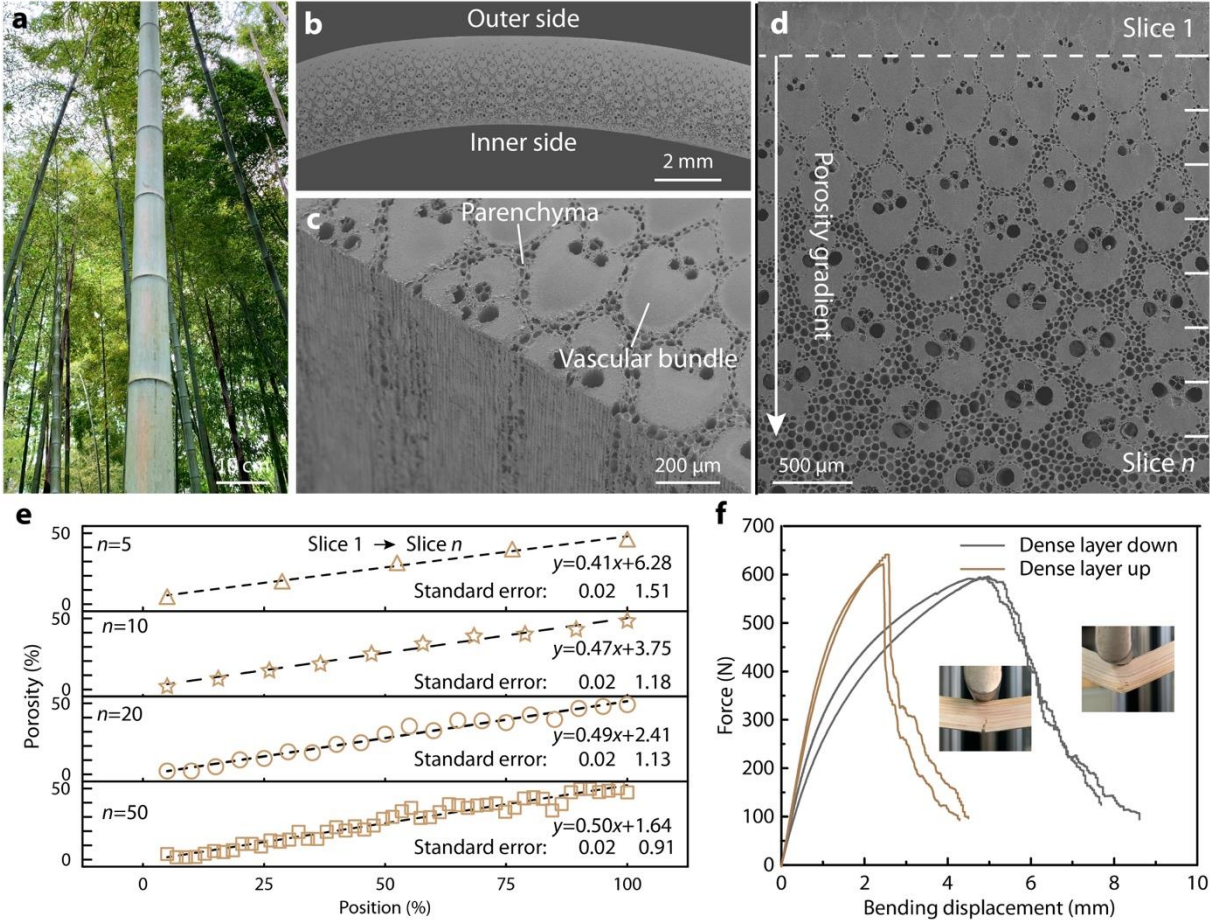 a
10 cm
b
Outer side
Inner side
2 mm
c
Parenchyma
Vascular bundle
200 µm
d
Slice 1
Porosity gradient
Slice n
500 µm
e
Porosity (%)
50
0
n=5
Slice 1 → Slice n
y=0.41x+6.28
Standard error: 0.02 1.51
50
0
n=10
y=0.47x+3.75
Standard error: 0.02 1.18
50
0
n=20
y=0.49x+2.41
Standard error: 0.02 1.13
50
0
n=50
y=0.50x+1.64
Standard error: 0.02 0.91
0 25 50 75 100
Position (%)
f
Force (N)
700
600
500
400
300
200
100
0
Dense layer down
Dense layer up
0 2 4 6 8 10
Bending displacement (mm)